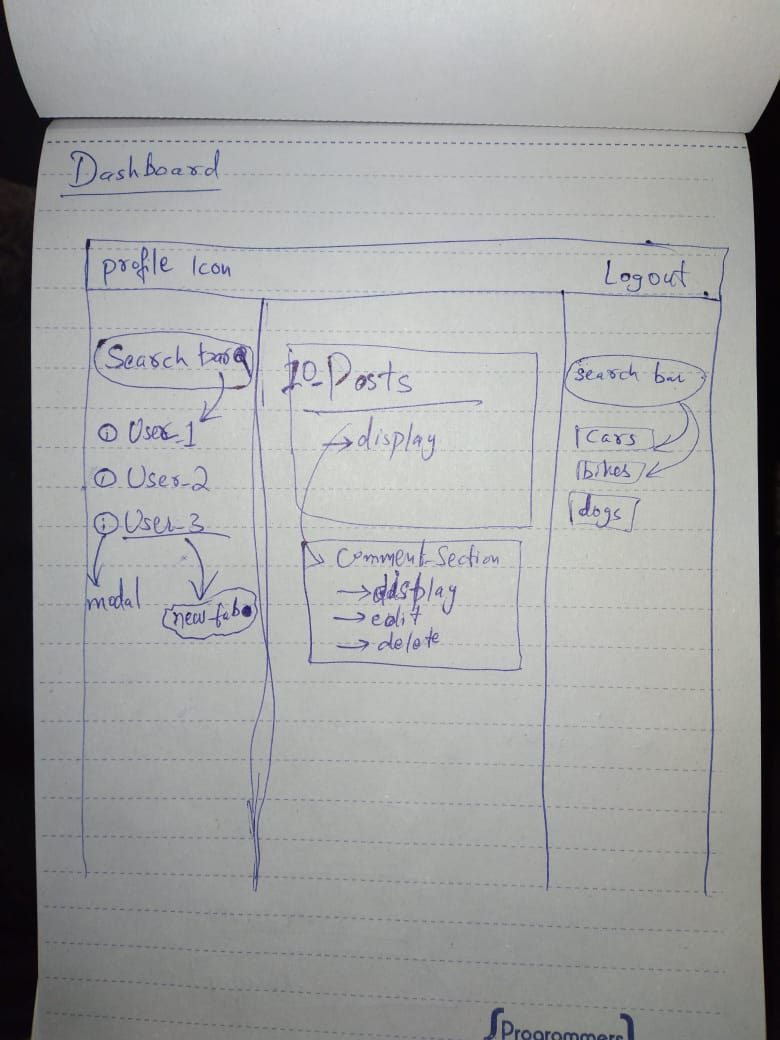 Dashboard
profile Icon
Logout
Search bar
① User-1
① User-2
① User-3
modal
new-tab
10-Posts
→ display
Comment-Section
→ display
→ edit
→ delete
search bar
cars
bikes
dogs
Programmers